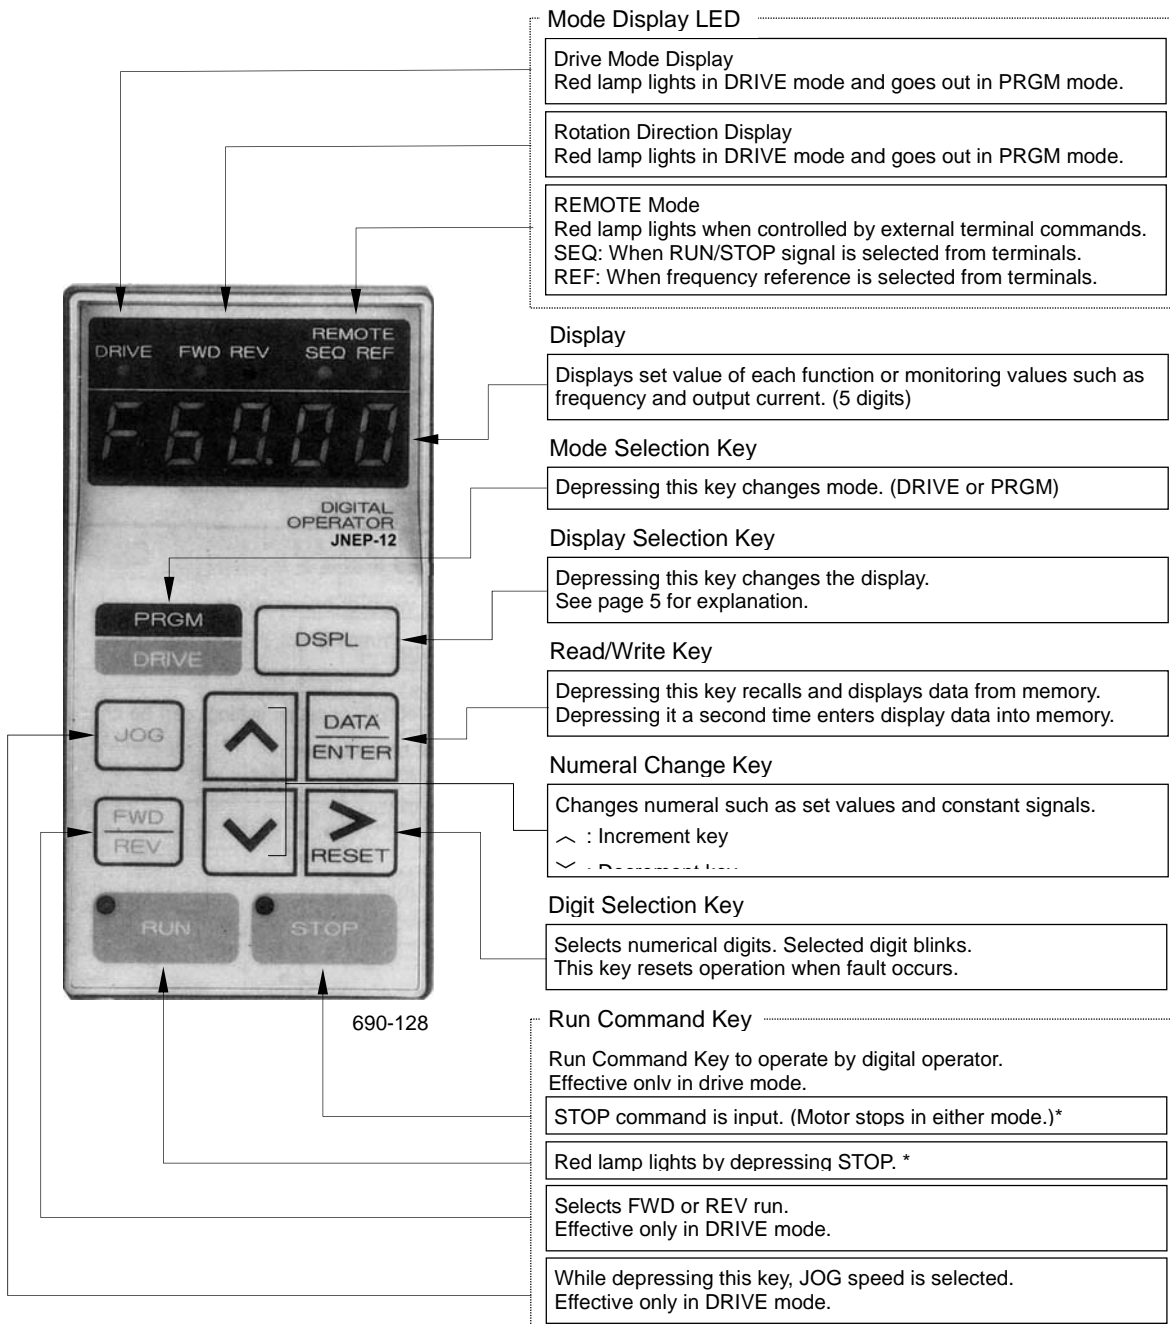 Mode Display LED
Drive Mode Display
Red lamp lights in DRIVE mode and goes out in PRGM mode.
Rotation Direction Display
Red lamp lights in DRIVE mode and goes out in PRGM mode.
REMOTE Mode
Red lamp lights when controlled by external terminal commands.
SEQ: When RUN/STOP signal is selected from terminals.
REF: When frequency reference is selected from terminals.
REMOTE
DRIVE FWD REV SEQ REF
F60.00
DIGITAL
OPERATOR
JNEP-12
PRGM
DRIVE
DSPL
JOG
DATA
ENTER
FWD
REV
RESET
RUN
STOP
690-128
Display
Displays set value of each function or monitoring values such as
frequency and output current. (5 digits)
Mode Selection Key
Depressing this key changes mode. (DRIVE or PRGM)
Display Selection Key
Depressing this key changes the display.
See page 5 for explanation.
Read/Write Key
Depressing this key recalls and displays data from memory.
Depressing it a second time enters display data into memory.
Numeral Change Key
Changes numeral such as set values and constant signals.
︿ : Increment key
﹀ : Decrement key
Digit Selection Key
Selects numerical digits. Selected digit blinks.
This key resets operation when fault occurs.
Run Command Key
Run Command Key to operate by digital operator.
Effective only in drive mode.
STOP command is input. (Motor stops in either mode.)*
Red lamp lights by depressing STOP. *
Selects FWD or REV run.
Effective only in DRIVE mode.
While depressing this key, JOG speed is selected.
Effective only in DRIVE mode.